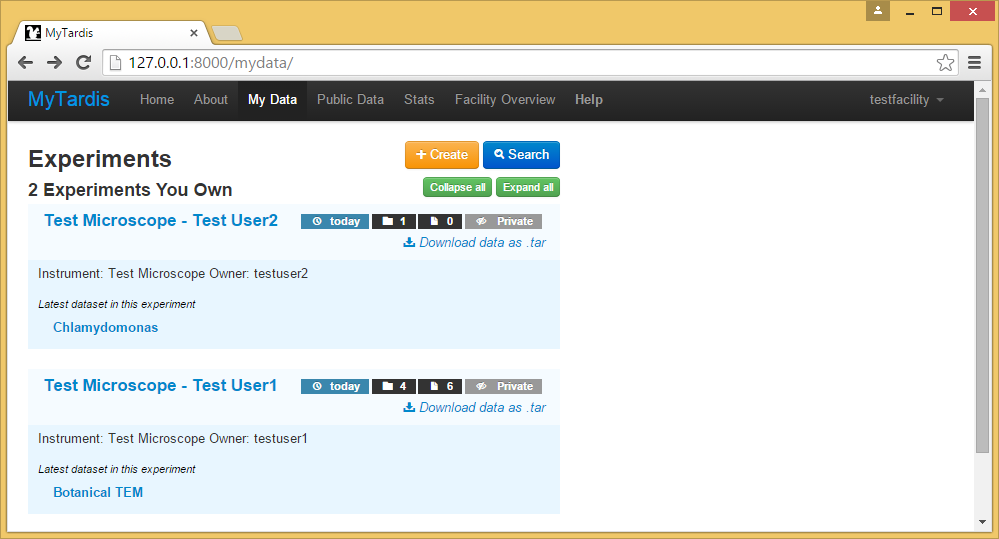 MyTardis
127.0.0.1:8000/mydata/
MyTardis Home About My Data Public Data Stats Facility Overview Help testfacility
Experiments Create Search
2 Experiments You Own Collapse all Expand all
Test Microscope - Test User2 today 1 0 Private
Download data as .tar
Instrument: Test Microscope Owner: testuser2
Latest dataset in this experiment
Chlamydomonas
Test Microscope - Test User1 today 4 6 Private
Download data as .tar
Instrument: Test Microscope Owner: testuser1
Latest dataset in this experiment
Botanical TEM